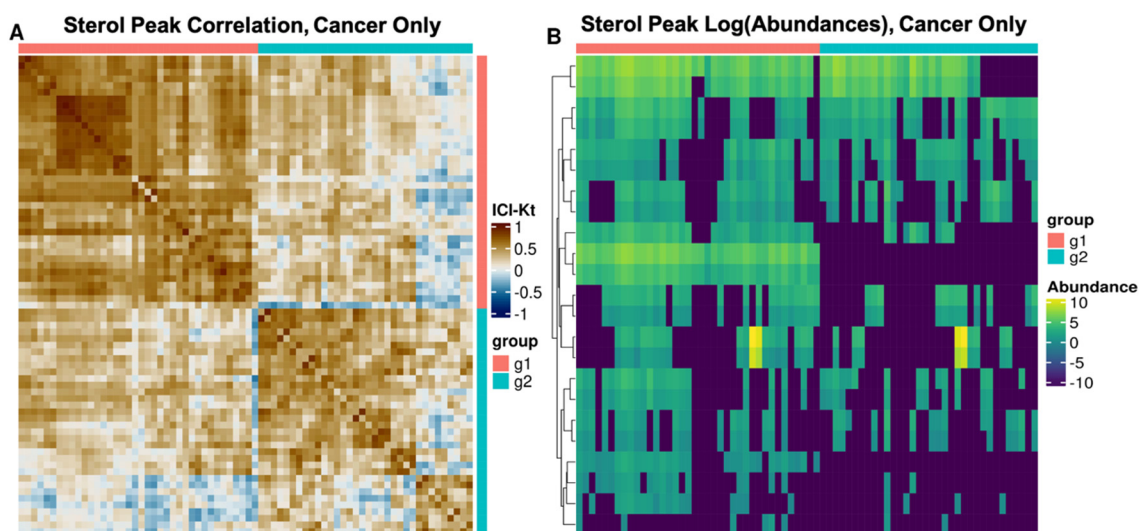 A
Sterol Peak Correlation, Cancer Only
ICI-Kt
1
0.5
0
-0.5
-1
group
g1
g2
B
Sterol Peak Log(Abundances), Cancer Only
group
g1
g2
Abundance
10
5
0
-5
-10